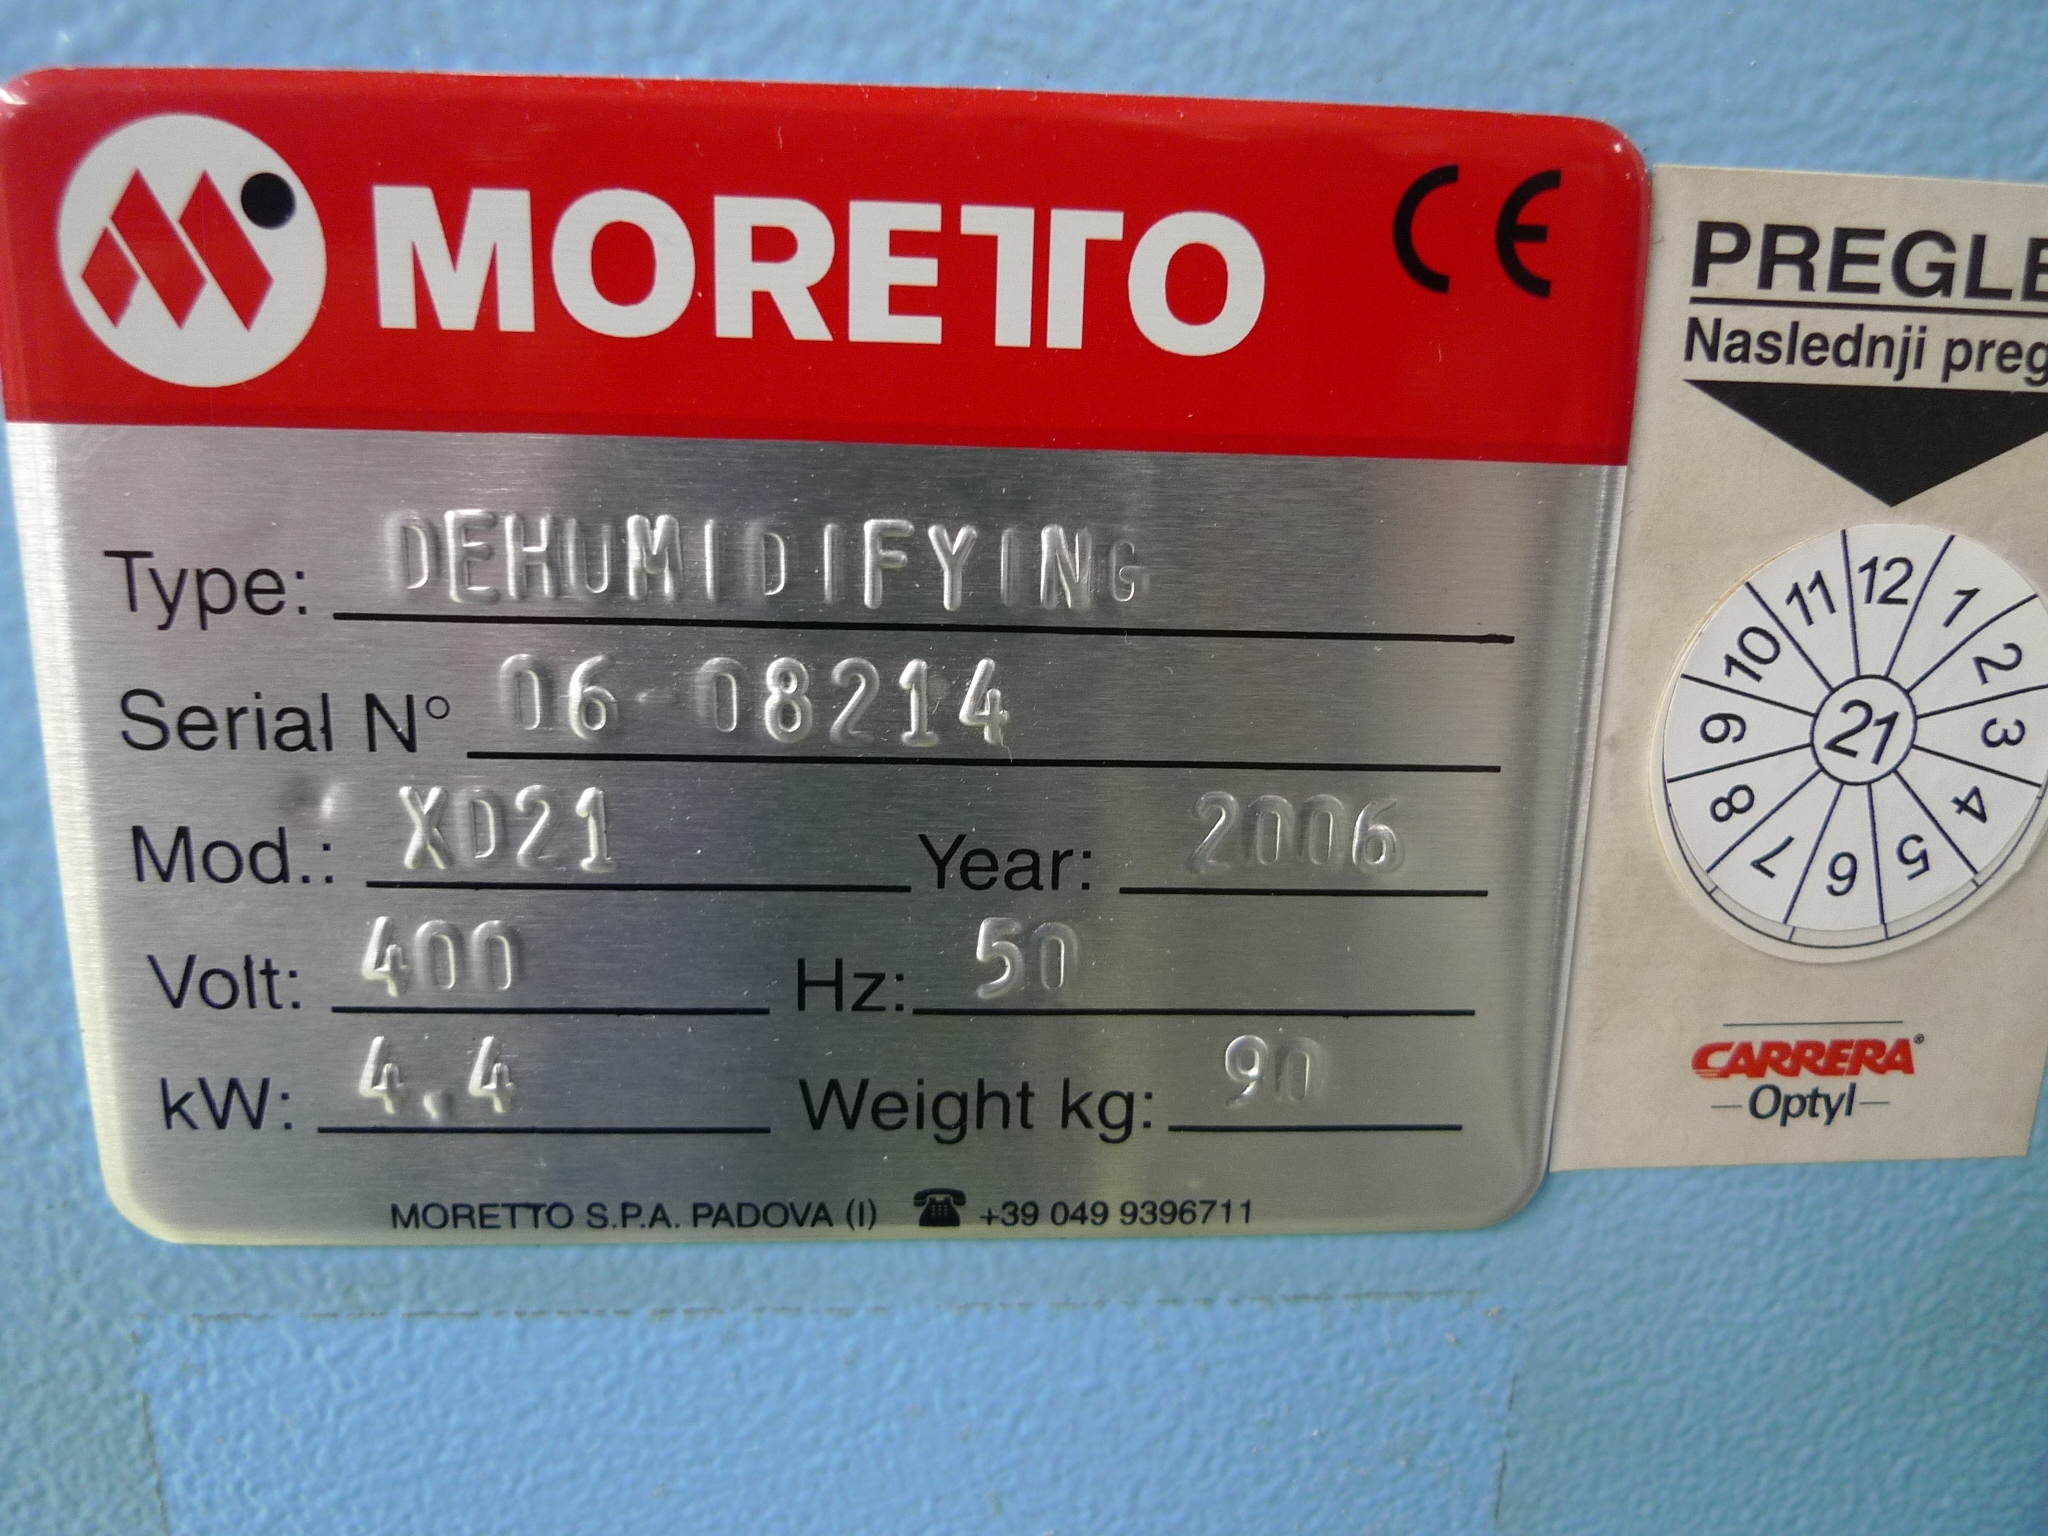 MORETTO CE
Type: DEHUMIDIFYING
Serial N° 06-08214
Mod.: XD21 Year: 2006
Volt: 400 Hz: 50
kW: 4.4 Weight kg: 90
MORETTO S.P.A. PADOVA (I) +39 049 9396711
PREGLE
Naslednji preg
12
1
2
3
4
5
6
7
8
9
10
11
21
CARRERA®
Optyl